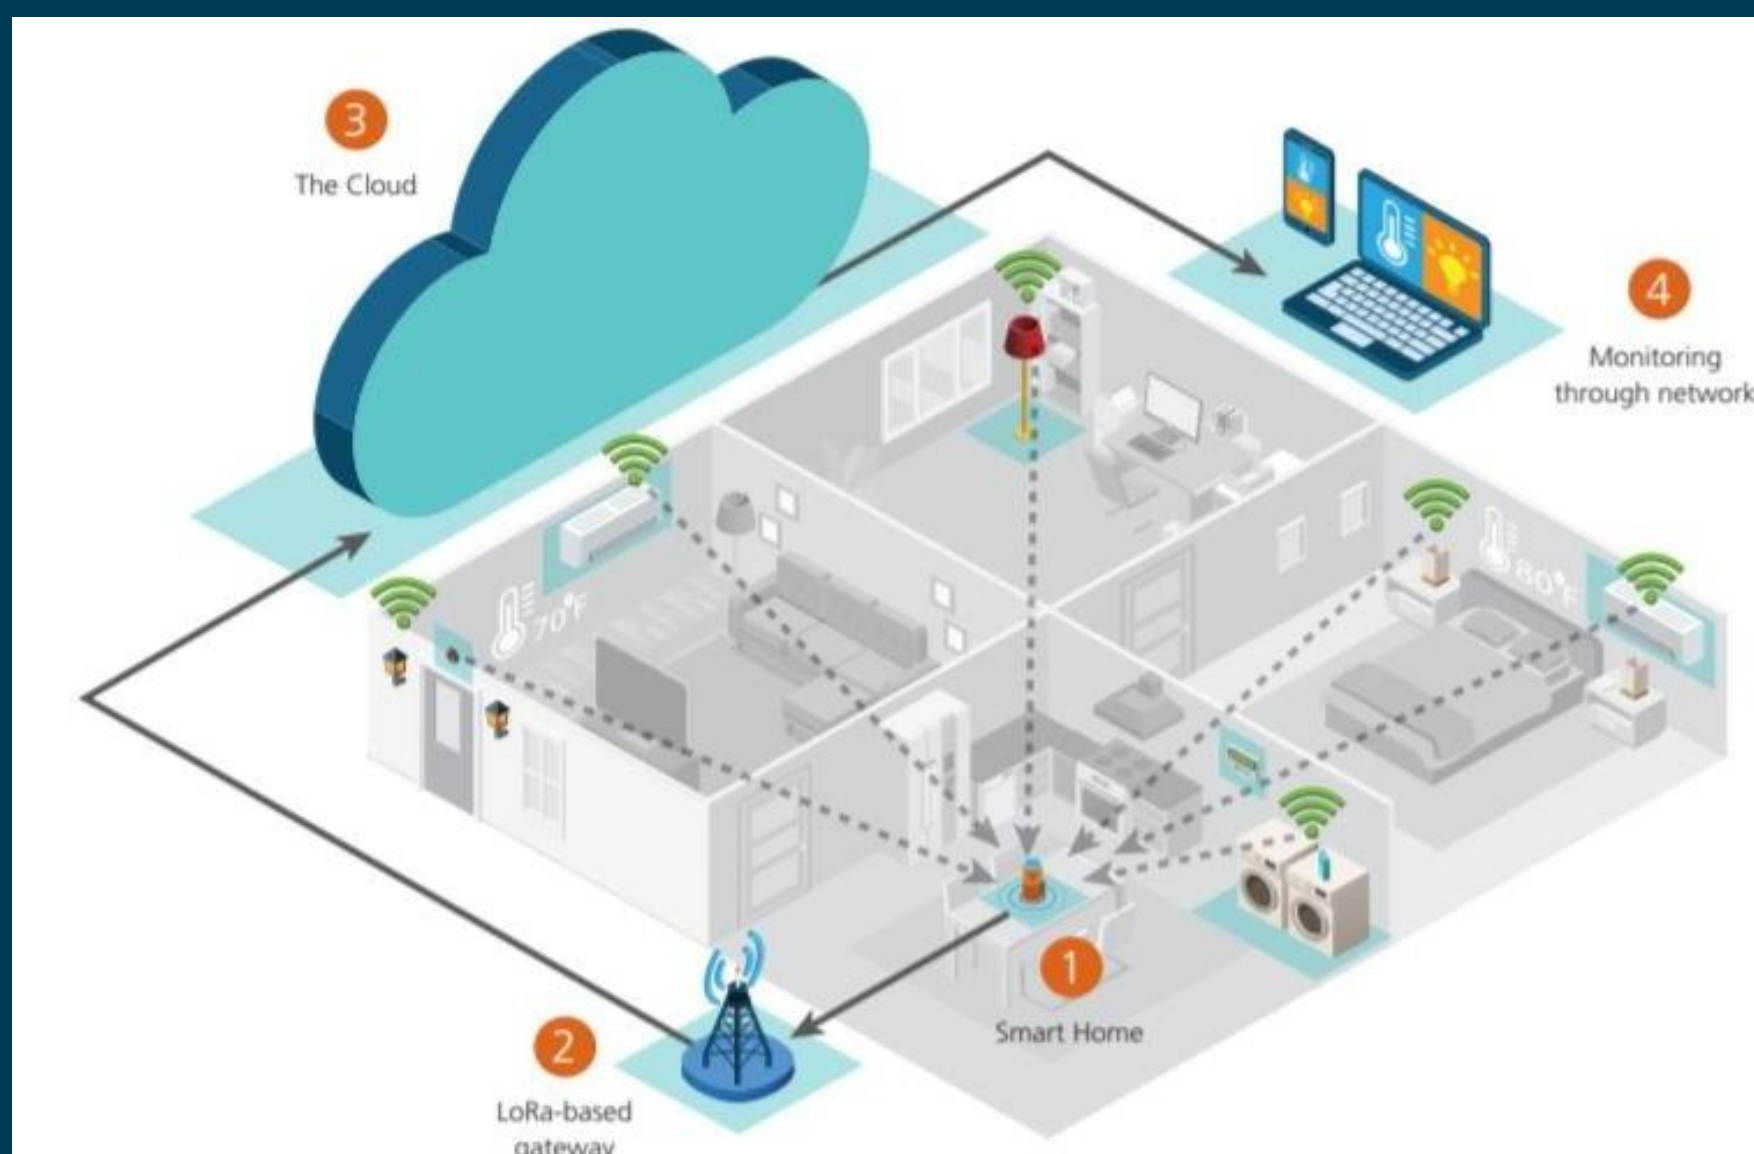 3
The Cloud
4
Monitoring
through network
70°F
80°F
1
Smart Home
2
LoRa-based
gateway